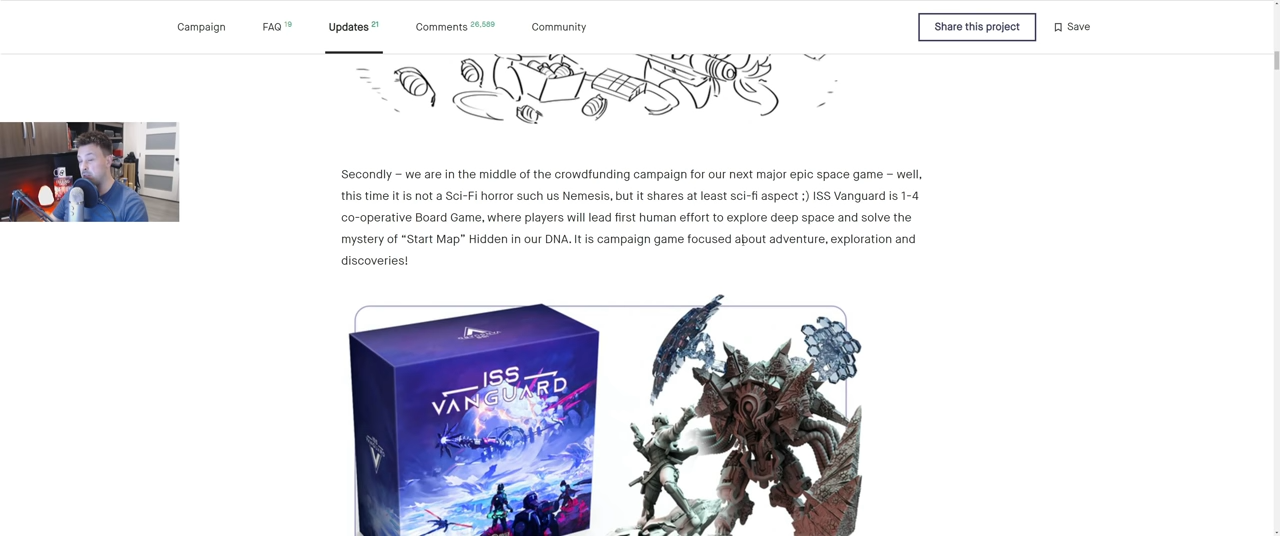 Campaign
FAQ 19
Updates 21
Comments 26,589
Community
Share this project
Save
Secondly – we are in the middle of the crowdfunding campaign for our next major epic space game – well,
this time it is not a Sci-Fi horror such us Nemesis, but it shares at least sci-fi aspect ;) ISS Vanguard is 1-4
co-operative Board Game, where players will lead first human effort to explore deep space and solve the
mystery of “Start Map” Hidden in our DNA. It is campaign game focused about adventure, exploration and
discoveries!
ISS
VANGUARD